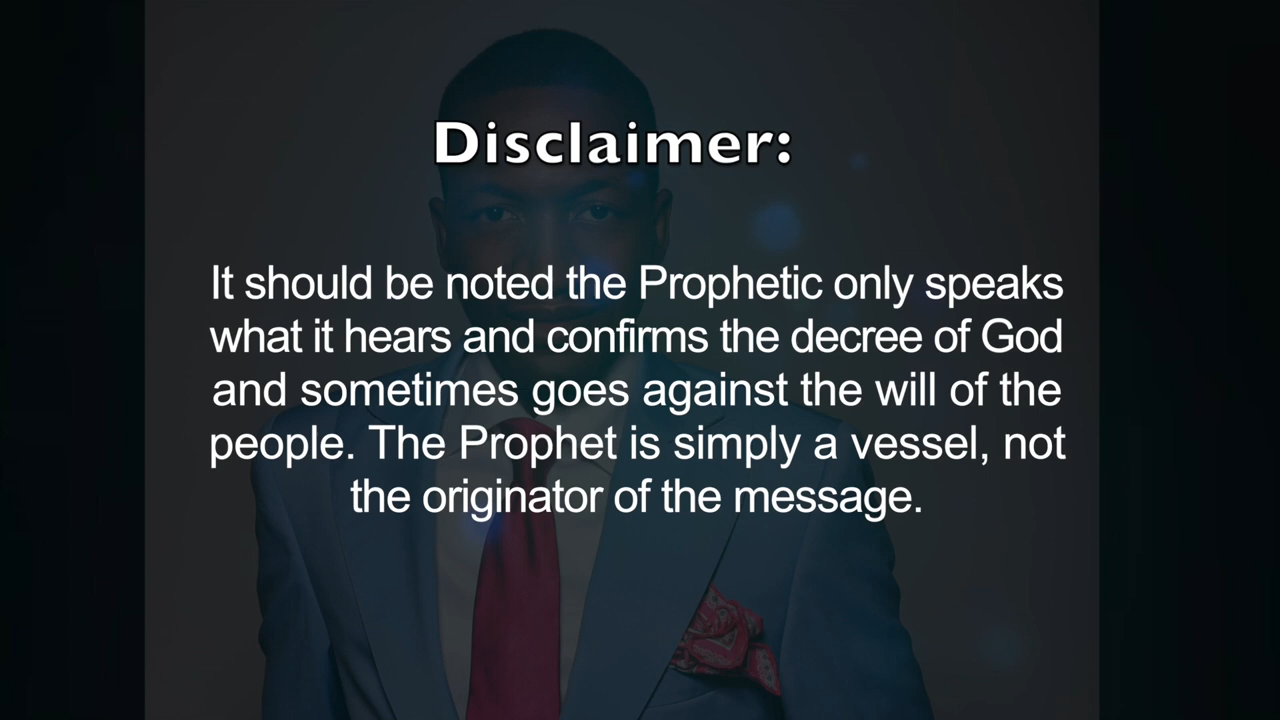 Disclaimer:
It should be noted the Prophetic only speaks
what it hears and confirms the decree of God
and sometimes goes against the will of the
people. The Prophet is simply a vessel, not
the originator of the message.